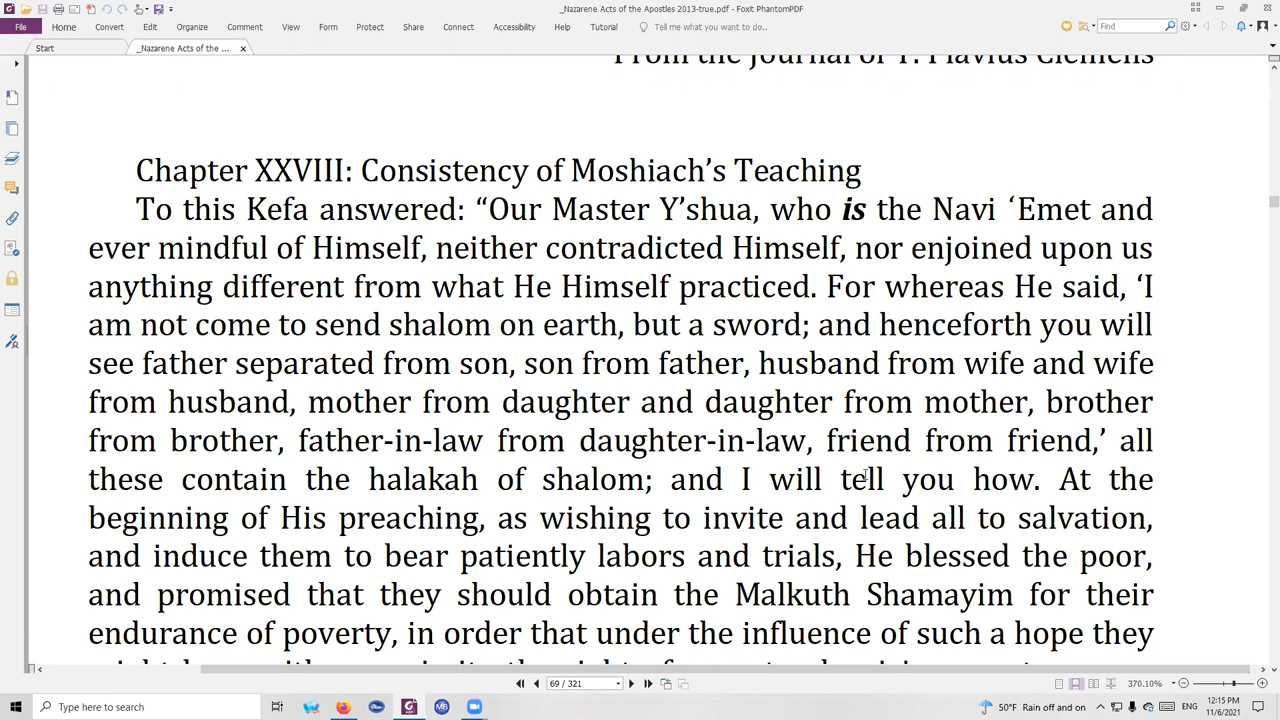 _Nazarene Acts of the Apostles 2013-true.pdf - Foxit PhantomPDF
File Home Convert Edit Organize Comment View Form Protect Share Connect Accessibility Help Tutorial Tell me what you want to do.. Find
Start _Nazarene Acts of the ...
From the Journal of T. Flavius Clemens
Chapter XXVIII: Consistency of Moshiach’s Teaching
To this Kefa answered: “Our Master Y’shua, who is the Navi ‘Emet and
ever mindful of Himself, neither contradicted Himself, nor enjoined upon us
anything different from what He Himself practiced. For whereas He said, ‘I
am not come to send shalom on earth, but a sword; and henceforth you will
see father separated from son, son from father, husband from wife and wife
from husband, mother from daughter and daughter from mother, brother
from brother, father-in-law from daughter-in-law, friend from friend,’ all
these contain the halakah of shalom; and I will tell you how. At the
beginning of His preaching, as wishing to invite and lead all to salvation,
and induce them to bear patiently labors and trials, He blessed the poor,
and promised that they should obtain the Malkuth Shamayim for their
endurance of poverty, in order that under the influence of such a hope they
69 / 321 370.10%
Type here to search 50°F Rain off and on ENG 12:15 PM
11/6/2021